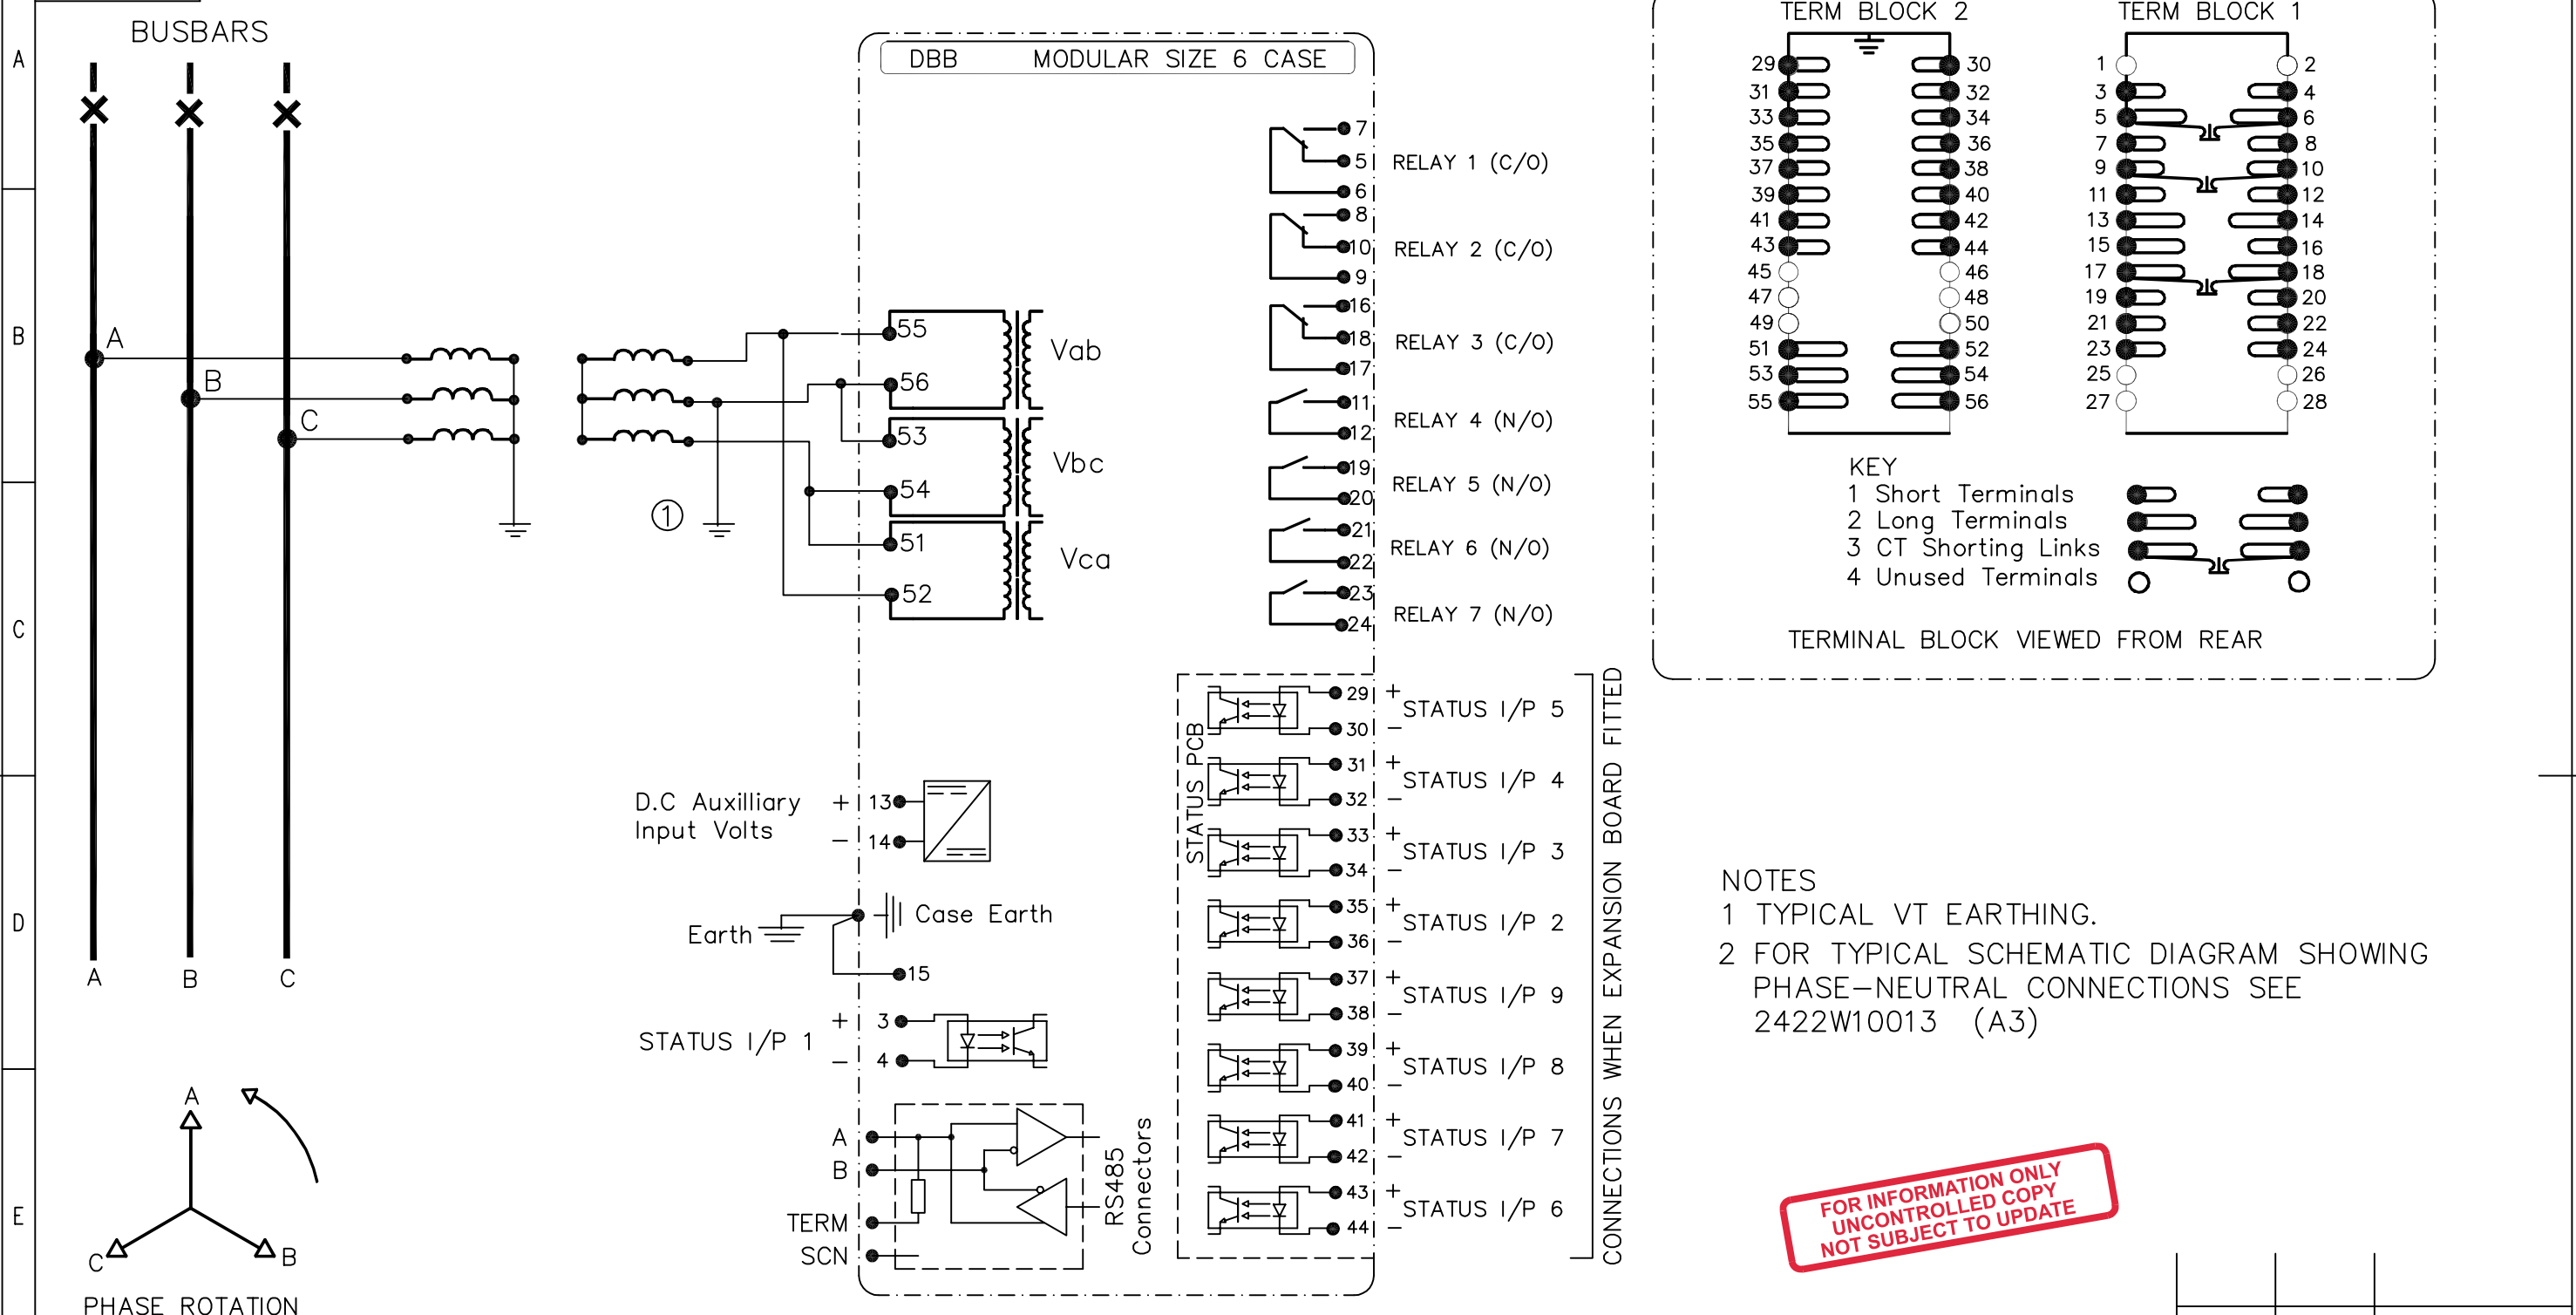 A
B
C
D
E
BUSBARS
A
B
C
A
B
C
A
B
C
PHASE ROTATION
1
DBB MODULAR SIZE 6 CASE
55
56
Vab
53
54
Vbc
51
52
Vca
7
5
6
RELAY 1 (C/O)
8
10
9
RELAY 2 (C/O)
16
18
17
RELAY 3 (C/O)
11
12
RELAY 4 (N/O)
19
20
RELAY 5 (N/O)
21
22
RELAY 6 (N/O)
23
24
RELAY 7 (N/O)
D.C Auxilliary
Input Volts
+ 13
− 14
Earth
Case Earth
15
STATUS I/P 1
+ 3
− 4
A
B
TERM
SCN
RS485
Connectors
STATUS PCB
29 +
30 −
STATUS I/P 5
31 +
32 −
STATUS I/P 4
33 +
34 −
STATUS I/P 3
35 +
36 −
STATUS I/P 2
37 +
38 −
STATUS I/P 9
39 +
40 −
STATUS I/P 8
41 +
42 −
STATUS I/P 7
43 +
44 −
STATUS I/P 6
CONNECTIONS WHEN EXPANSION BOARD FITTED
TERM BLOCK 2
29 30
31 32
33 34
35 36
37 38
39 40
41 42
43 44
45 46
47 48
49 50
51 52
53 54
55 56
TERM BLOCK 1
1 2
3 4
5 6
7 8
9 10
11 12
13 14
15 16
17 18
19 20
21 22
23 24
25 26
27 28
KEY
1 Short Terminals
2 Long Terminals
3 CT Shorting Links
4 Unused Terminals
TERMINAL BLOCK VIEWED FROM REAR
NOTES
1 TYPICAL VT EARTHING.
2 FOR TYPICAL SCHEMATIC DIAGRAM SHOWING
PHASE−NEUTRAL CONNECTIONS SEE
2422W10013 (A3)
FOR INFORMATION ONLY
UNCONTROLLED COPY
NOT SUBJECT TO UPDATE